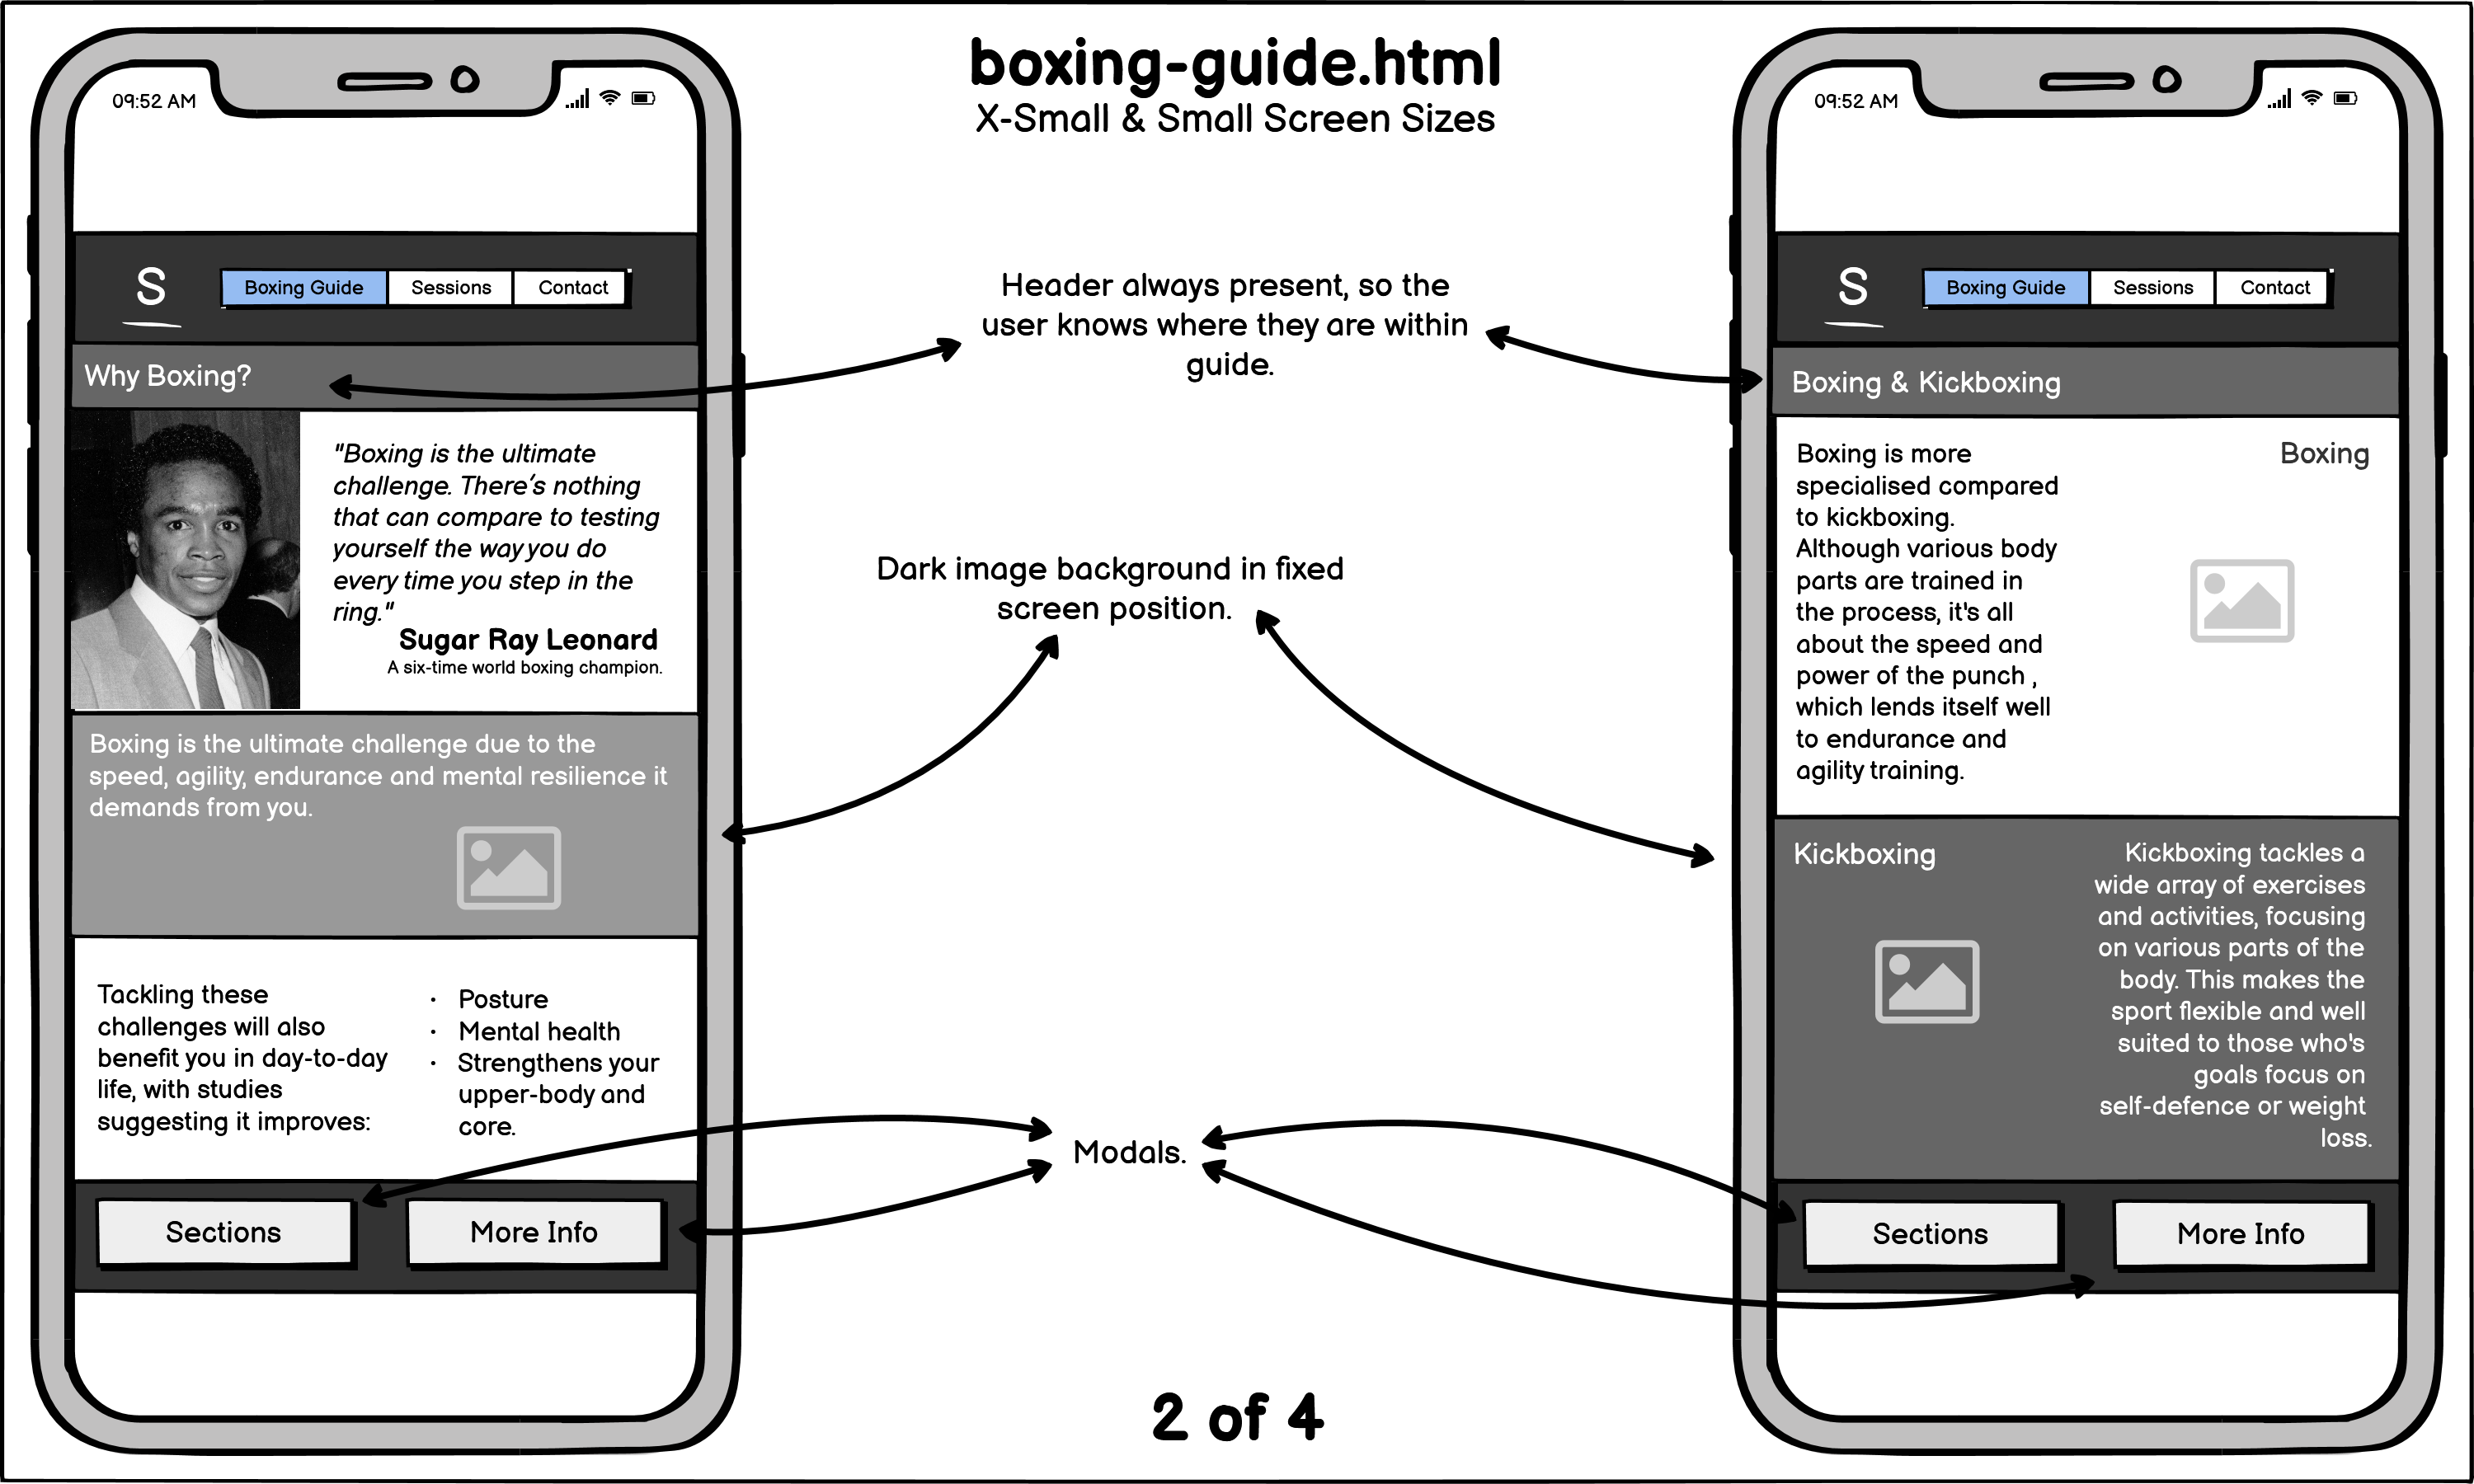 boxing-guide.html
X-Small & Small Screen Sizes
09:52 AM
S
Boxing Guide
Sessions
Contact
Why Boxing?
"Boxing is the ultimate
challenge. There's nothing
that can compare to testing
yourself the way you do
every time you step in the
ring."
Sugar Ray Leonard
A six-time world boxing champion.
Boxing is the ultimate challenge due to the
speed, agility, endurance and mental resilience it
demands from you.
Tackling these
challenges will also
benefit you in day-to-day
life, with studies
suggesting it improves:
· Posture
· Mental health
· Strengthens your
upper-body and
core.
Sections
More Info
Header always present, so the
user knows where they are within
guide.
Dark image background in fixed
screen position.
Modals.
2 of 4
09:52 AM
S
Boxing Guide
Sessions
Contact
Boxing & Kickboxing
Boxing is more
specialised compared
to kickboxing.
Although various body
parts are trained in
the process, it's all
about the speed and
power of the punch ,
which lends itself well
to endurance and
agility training.
Boxing
Kickboxing
Kickboxing tackles a
wide array of exercises
and activities, focusing
on various parts of the
body. This makes the
sport flexible and well
suited to those who's
goals focus on
self-defence or weight
loss.
Sections
More Info